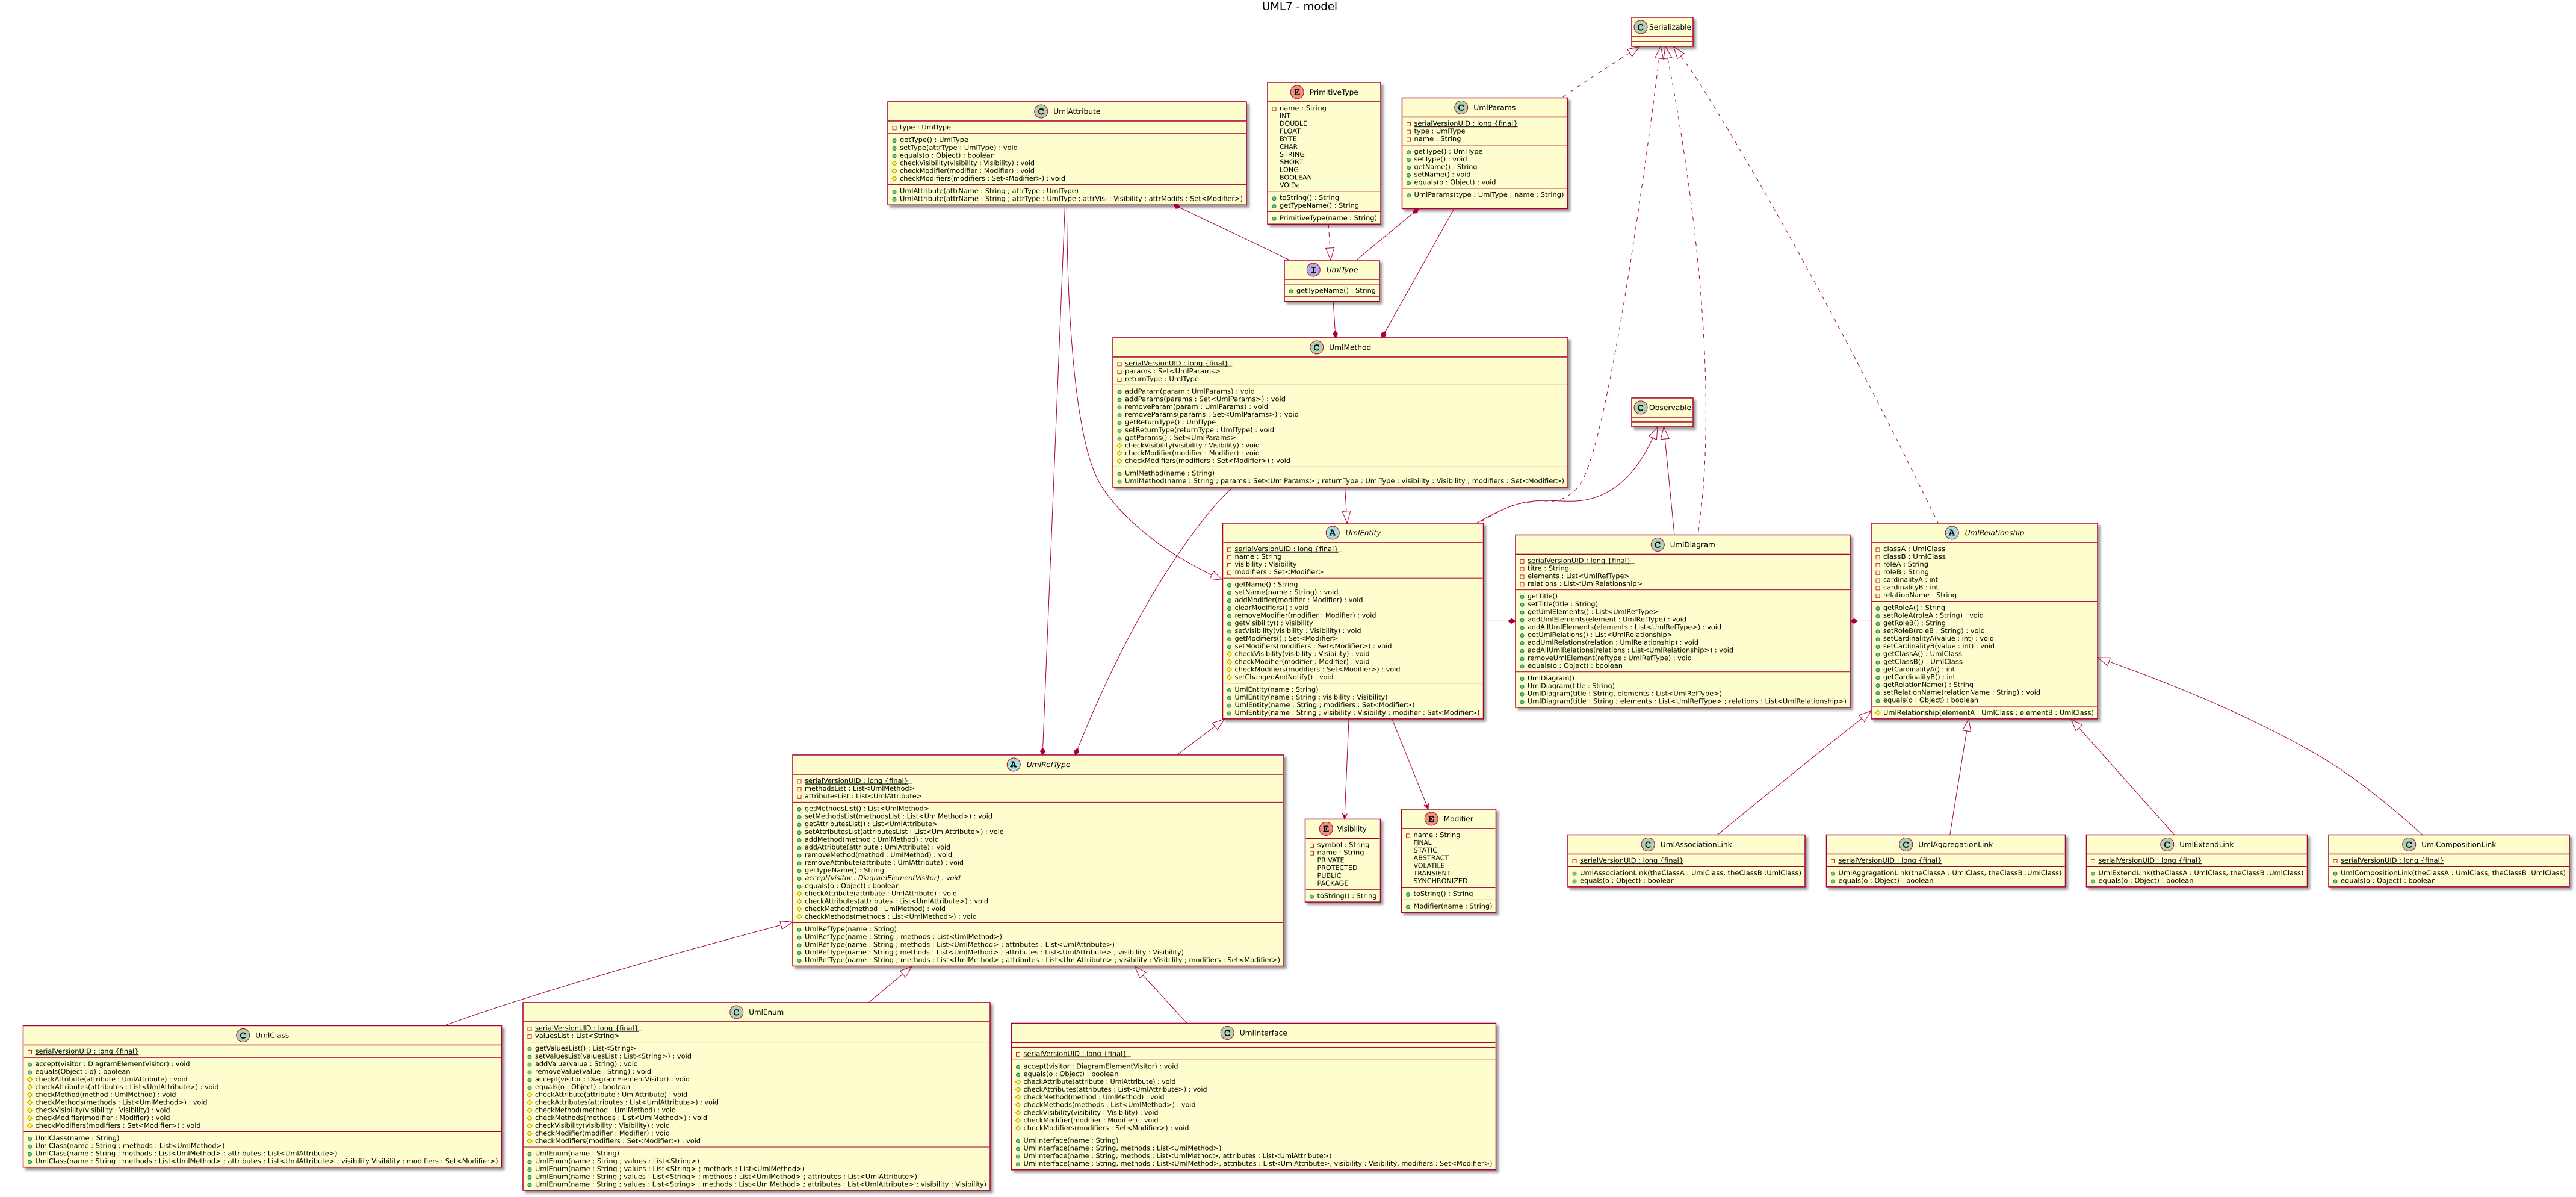 UML7 - model
C Serializable
C UmlAttribute
type : UmlType
getType() : UmlType
setType(attrType : UmlType) : void
equals(o : Object) : boolean
checkVisibility(visibility : Visibility) : void
checkModifier(modifier : Modifier) : void
checkModifiers(modifiers : Set<Modifier>) : void
UmlAttribute(attrName : String ; attrType : UmlType)
UmlAttribute(attrName : String ; attrType : UmlType ; attrVisi : Visibility ; attrModifs : Set<Modifier>)
E PrimitiveType
name : String
INT
DOUBLE
FLOAT
BYTE
CHAR
STRING
SHORT
LONG
BOOLEAN
VOIDa
toString() : String
getTypeName() : String
PrimitiveType(name : String)
C UmlParams
serialVersionUID : long {final}_
type : UmlType
name : String
getType() : UmlType
setType() : void
getName() : String
setName() : void
equals(o : Object) : void
UmlParams(type : UmlType ; name : String)
I UmlType
getTypeName() : String
C UmlMethod
serialVersionUID : long {final}_
params : Set<UmlParams>
returnType : UmlType
addParam(param : UmlParams) : void
addParams(params : Set<UmlParams>) : void
removeParam(param : UmlParams) : void
removeParams(params : Set<UmlParams>) : void
getReturnType() : UmlType
setReturnType(returnType : UmlType) : void
getParams() : Set<UmlParams>
checkVisibility(visibility : Visibility) : void
checkModifier(modifier : Modifier) : void
checkModifiers(modifiers : Set<Modifier>) : void
UmlMethod(name : String)
UmlMethod(name : String ; params : Set<UmlParams> ; returnType : UmlType ; visibility : Visibility ; modifiers : Set<Modifier>)
C Observable
A UmlEntity
serialVersionUID : long {final}_
name : String
visibility : Visibility
modifiers : Set<Modifier>
getName() : String
setName(name : String) : void
addModifier(modifier : Modifier) : void
clearModifiers() : void
removeModifier(modifier : Modifier) : void
getVisibility() : Visibility
setVisibility(visibility : Visibility) : void
getModifiers() : Set<Modifier>
setModifiers(modifiers : Set<Modifier>) : void
checkVisibility(visibility : Visibility) : void
checkModifier(modifier : Modifier) : void
checkModifiers(modifiers : Set<Modifier>) : void
setChangedAndNotify() : void
UmlEntity(name : String)
UmlEntity(name : String ; visibility : Visibility)
UmlEntity(name : String ; modifiers : Set<Modifier>)
UmlEntity(name : String ; visibility : Visibility ; modifier : Set<Modifier>)
C UmlDiagram
serialVersionUID : long {final}_
titre : String
elements : List<UmlRefType>
relations : List<UmlRelationship>
getTitle()
setTitle(title : String)
getUmlElements() : List<UmlRefType>
addUmlElements(element : UmlRefType) : void
addAllUmlElements(elements : List<UmlRefType>) : void
getUmlRelations() : List<UmlRelationship>
addUmlRelations(relation : UmlRelationship) : void
addAllUmlRelations(relations : List<UmlRelationship>) : void
removeUmlElement(reftype : UmlRefType) : void
equals(o : Object) : boolean
UmlDiagram()
UmlDiagram(title : String)
UmlDiagram(title : String, elements : List<UmlRefType>)
UmlDiagram(title : String ; elements : List<UmlRefType> ; relations : List<UmlRelationship>)
A UmlRelationship
classA : UmlClass
classB : UmlClass
roleA : String
roleB : String
cardinalityA : int
cardinalityB : int
relationName : String
getRoleA() : String
setRoleA(roleA : String) : void
getRoleB() : String
setRoleB(roleB : String) : void
setCardinalityA(value : int) : void
setCardinalityB(value : int) : void
getClassA() : UmlClass
getClassB() : UmlClass
getCardinalityA() : int
getCardinalityB() : int
getRelationName() : String
setRelationName(relationName : String) : void
equals(o : Object) : boolean
UmlRelationship(elementA : UmlClass ; elementB : UmlClass)
A UmlRefType
serialVersionUID : long {final}_
methodsList : List<UmlMethod>
attributesList : List<UmlAttribute>
getMethodsList() : List<UmlMethod>
setMethodsList(methodsList : List<UmlMethod>) : void
getAttributesList() : List<UmlAttribute>
setAttributesList(attributesList : List<UmlAttribute>) : void
addMethod(method : UmlMethod) : void
addAttribute(attribute : UmlAttribute) : void
removeMethod(method : UmlMethod) : void
removeAttribute(attribute : UmlAttribute) : void
getTypeName() : String
accept(visitor : DiagramElementVisitor) : void
equals(o : Object) : boolean
checkAttribute(attribute : UmlAttribute) : void
checkAttributes(attributes : List<UmlAttribute>) : void
checkMethod(method : UmlMethod) : void
checkMethods(methods : List<UmlMethod>) : void
UmlRefType(name : String)
UmlRefType(name : String ; methods : List<UmlMethod>)
UmlRefType(name : String ; methods : List<UmlMethod> ; attributes : List<UmlAttribute>)
UmlRefType(name : String ; methods : List<UmlMethod> ; attributes : List<UmlAttribute> ; visibility : Visibility)
UmlRefType(name : String ; methods : List<UmlMethod> ; attributes : List<UmlAttribute> ; visibility : Visibility ; modifiers : Set<Modifier>)
E Visibility
symbol : String
name : String
PRIVATE
PROTECTED
PUBLIC
PACKAGE
toString() : String
E Modifier
name : String
FINAL
STATIC
ABSTRACT
VOLATILE
TRANSIENT
SYNCHRONIZED
toString() : String
Modifier(name : String)
C UmlAssociationLink
serialVersionUID : long {final}_
UmlAssociationLink(theClassA : UmlClass, theClassB :UmlClass)
equals(o : Object) : boolean
C UmlAggregationLink
serialVersionUID : long {final}_
UmlAggregationLink(theClassA : UmlClass, theClassB :UmlClass)
equals(o : Object) : boolean
C UmlExtendLink
serialVersionUID : long {final}_
UmlExtendLink(theClassA : UmlClass, theClassB :UmlClass)
equals(o : Object) : boolean
C UmlCompositionLink
serialVersionUID : long {final}_
UmlCompositionLink(theClassA : UmlClass, theClassB :UmlClass)
equals(o : Object) : boolean
C UmlClass
serialVersionUID : long {final}_
accept(visitor : DiagramElementVisitor) : void
equals(Object : o) : boolean
checkAttribute(attribute : UmlAttribute) : void
checkAttributes(attributes : List<UmlAttribute>) : void
checkMethod(method : UmlMethod) : void
checkMethods(methods : List<UmlMethod>) : void
checkVisibility(visibility : Visibility) : void
checkModifier(modifier : Modifier) : void
checkModifiers(modifiers : Set<Modifier>) : void
UmlClass(name : String)
UmlClass(name : String ; methods : List<UmlMethod>)
UmlClass(name : String ; methods : List<UmlMethod> ; attributes : List<UmlAttribute>)
UmlClass(name : String ; methods : List<UmlMethod> ; attributes : List<UmlAttribute> ; visibility Visibility ; modifiers : Set<Modifier>)
C UmlEnum
serialVersionUID : long {final}_
valuesList : List<String>
getValuesList() : List<String>
setValuesList(valuesList : List<String>) : void
addValue(value : String) : void
removeValue(value : String) : void
accept(visitor : DiagramElementVisitor) : void
equals(o : Object) : boolean
checkAttribute(attribute : UmlAttribute) : void
checkAttributes(attributes : List<UmlAttribute>) : void
checkMethod(method : UmlMethod) : void
checkMethods(methods : List<UmlMethod>) : void
checkVisibility(visibility : Visibility) : void
checkModifier(modifier : Modifier) : void
checkModifiers(modifiers : Set<Modifier>) : void
UmlEnum(name : String)
UmlEnum(name : String ; values : List<String>)
UmlEnum(name : String ; values : List<String> ; methods : List<UmlMethod>)
UmlEnum(name : String ; values : List<String> ; methods : List<UmlMethod> ; attributes : List<UmlAttribute>)
UmlEnum(name : String ; values : List<String> ; methods : List<UmlMethod> ; attributes : List<UmlAttribute> ; visibility : Visibility)
C UmlInterface
serialVersionUID : long {final}_
accept(visitor : DiagramElementVisitor) : void
equals(o : Object) : boolean
checkAttribute(attribute : UmlAttribute) : void
checkAttributes(attributes : List<UmlAttribute>) : void
checkMethod(method : UmlMethod) : void
checkMethods(methods : List<UmlMethod>) : void
checkVisibility(visibility : Visibility) : void
checkModifier(modifier : Modifier) : void
checkModifiers(modifiers : Set<Modifier>) : void
UmlInterface(name : String)
UmlInterface(name : String, methods : List<UmlMethod>)
UmlInterface(name : String, methods : List<UmlMethod>, attributes : List<UmlAttribute>)
UmlInterface(name : String, methods : List<UmlMethod>, attributes : List<UmlAttribute>, visibility : Visibility, modifiers : Set<Modifier>)